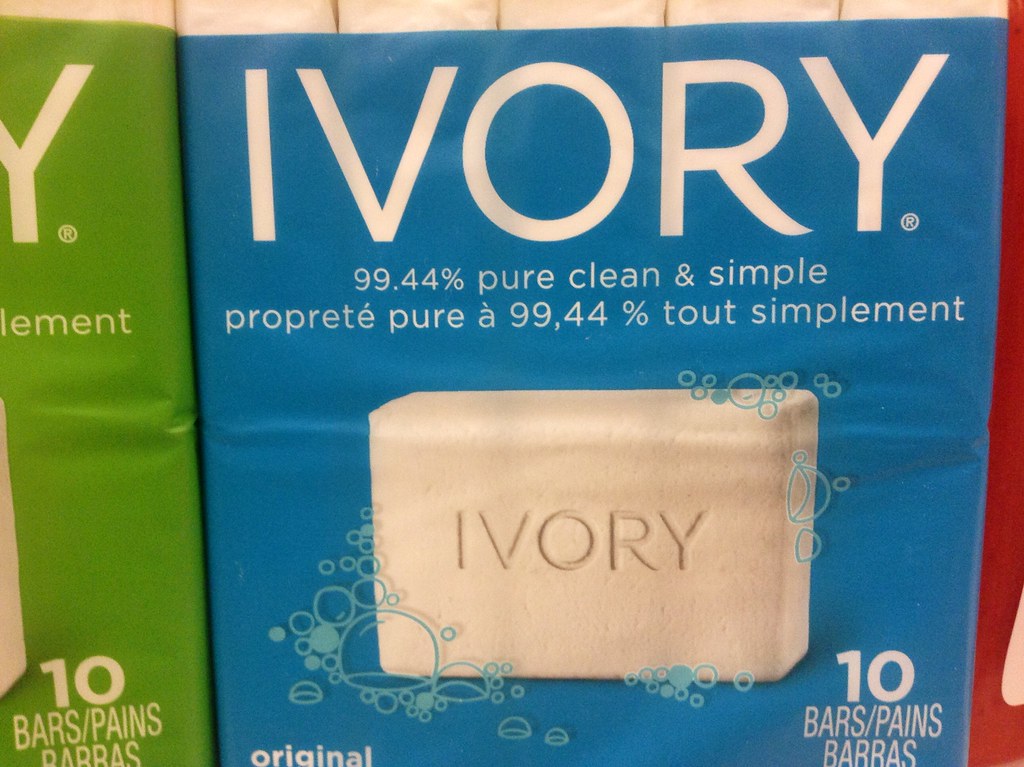 Y®
lement
10
BARS/PAINS
BARRAS
IVORY®
99.44% pure clean & simple
propreté pure à 99,44 % tout simplement
IVORY
10
BARS/PAINS
BARRAS
original